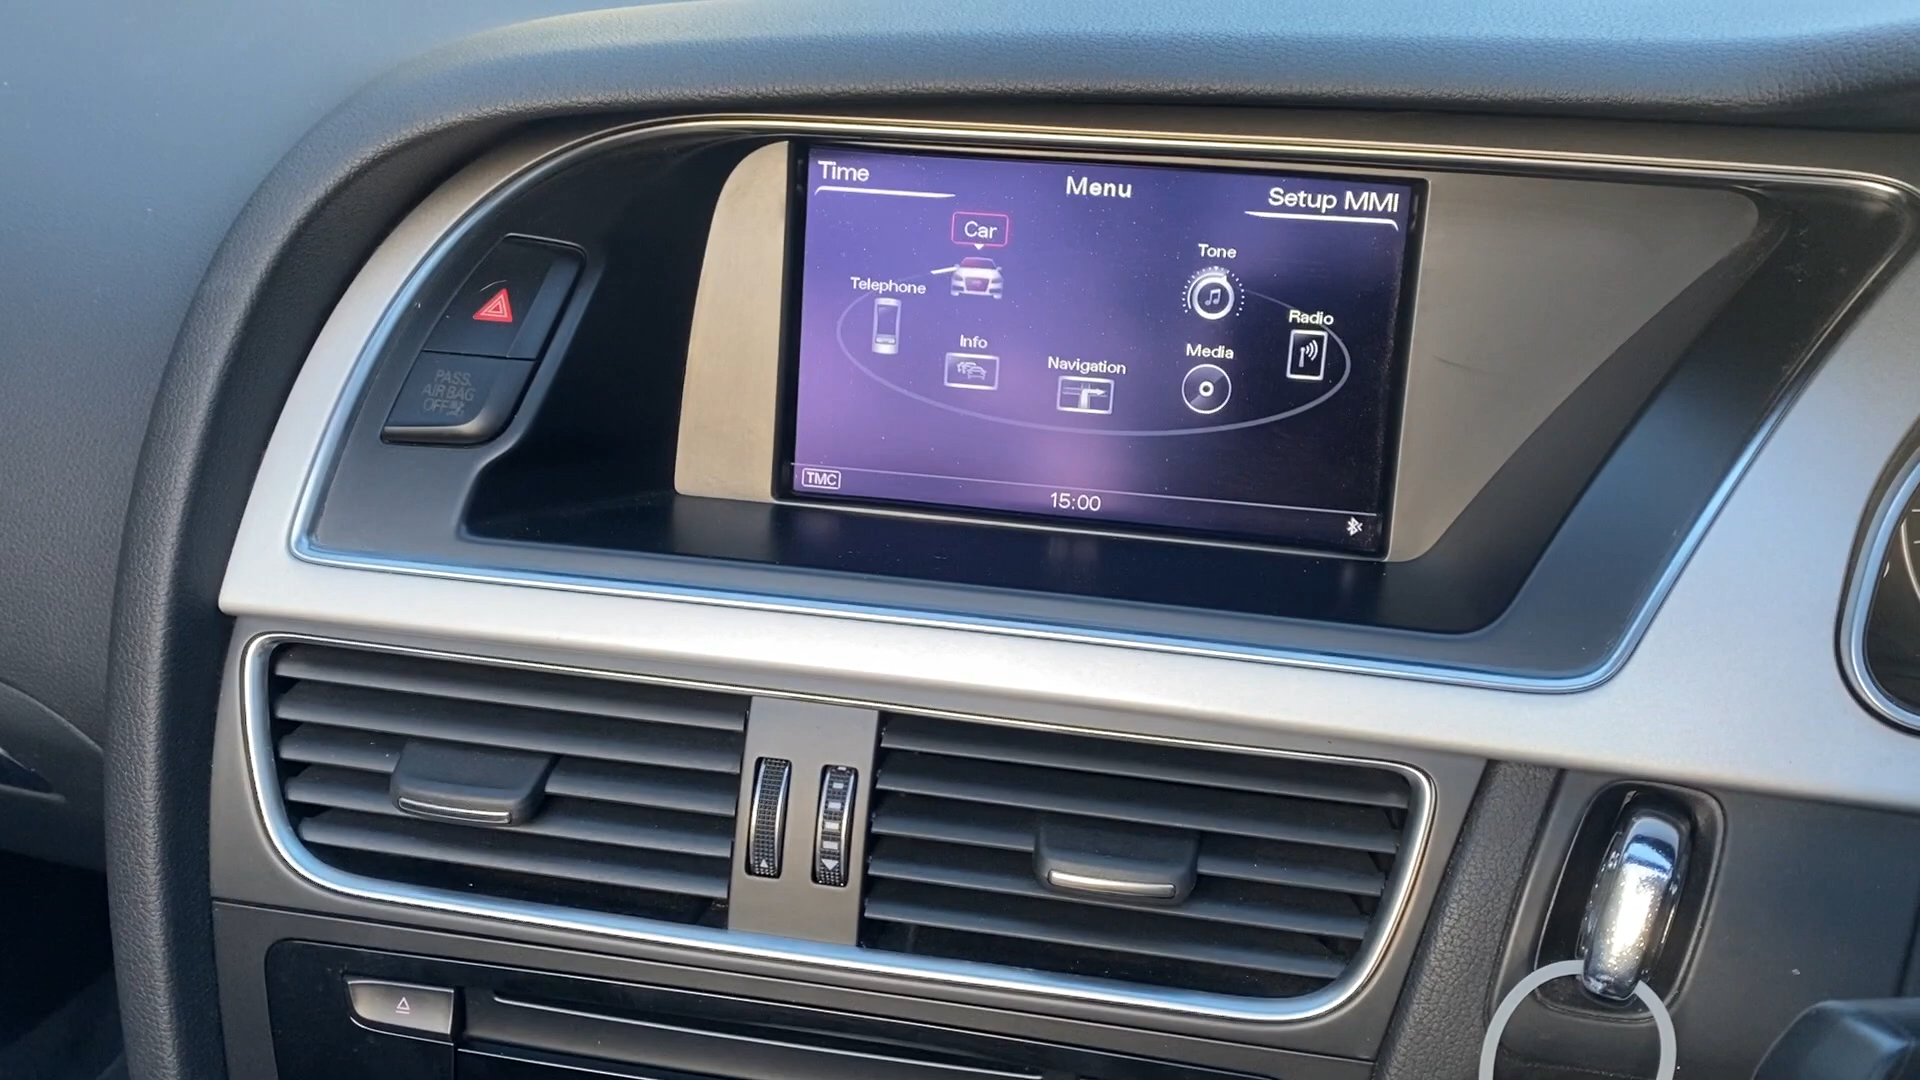 Time
Menu
Setup MMI
Car
Tone
Telephone
Radio
Info
Media
Navigation
TMC
15:00
PASS.
AIR BAG
OFF